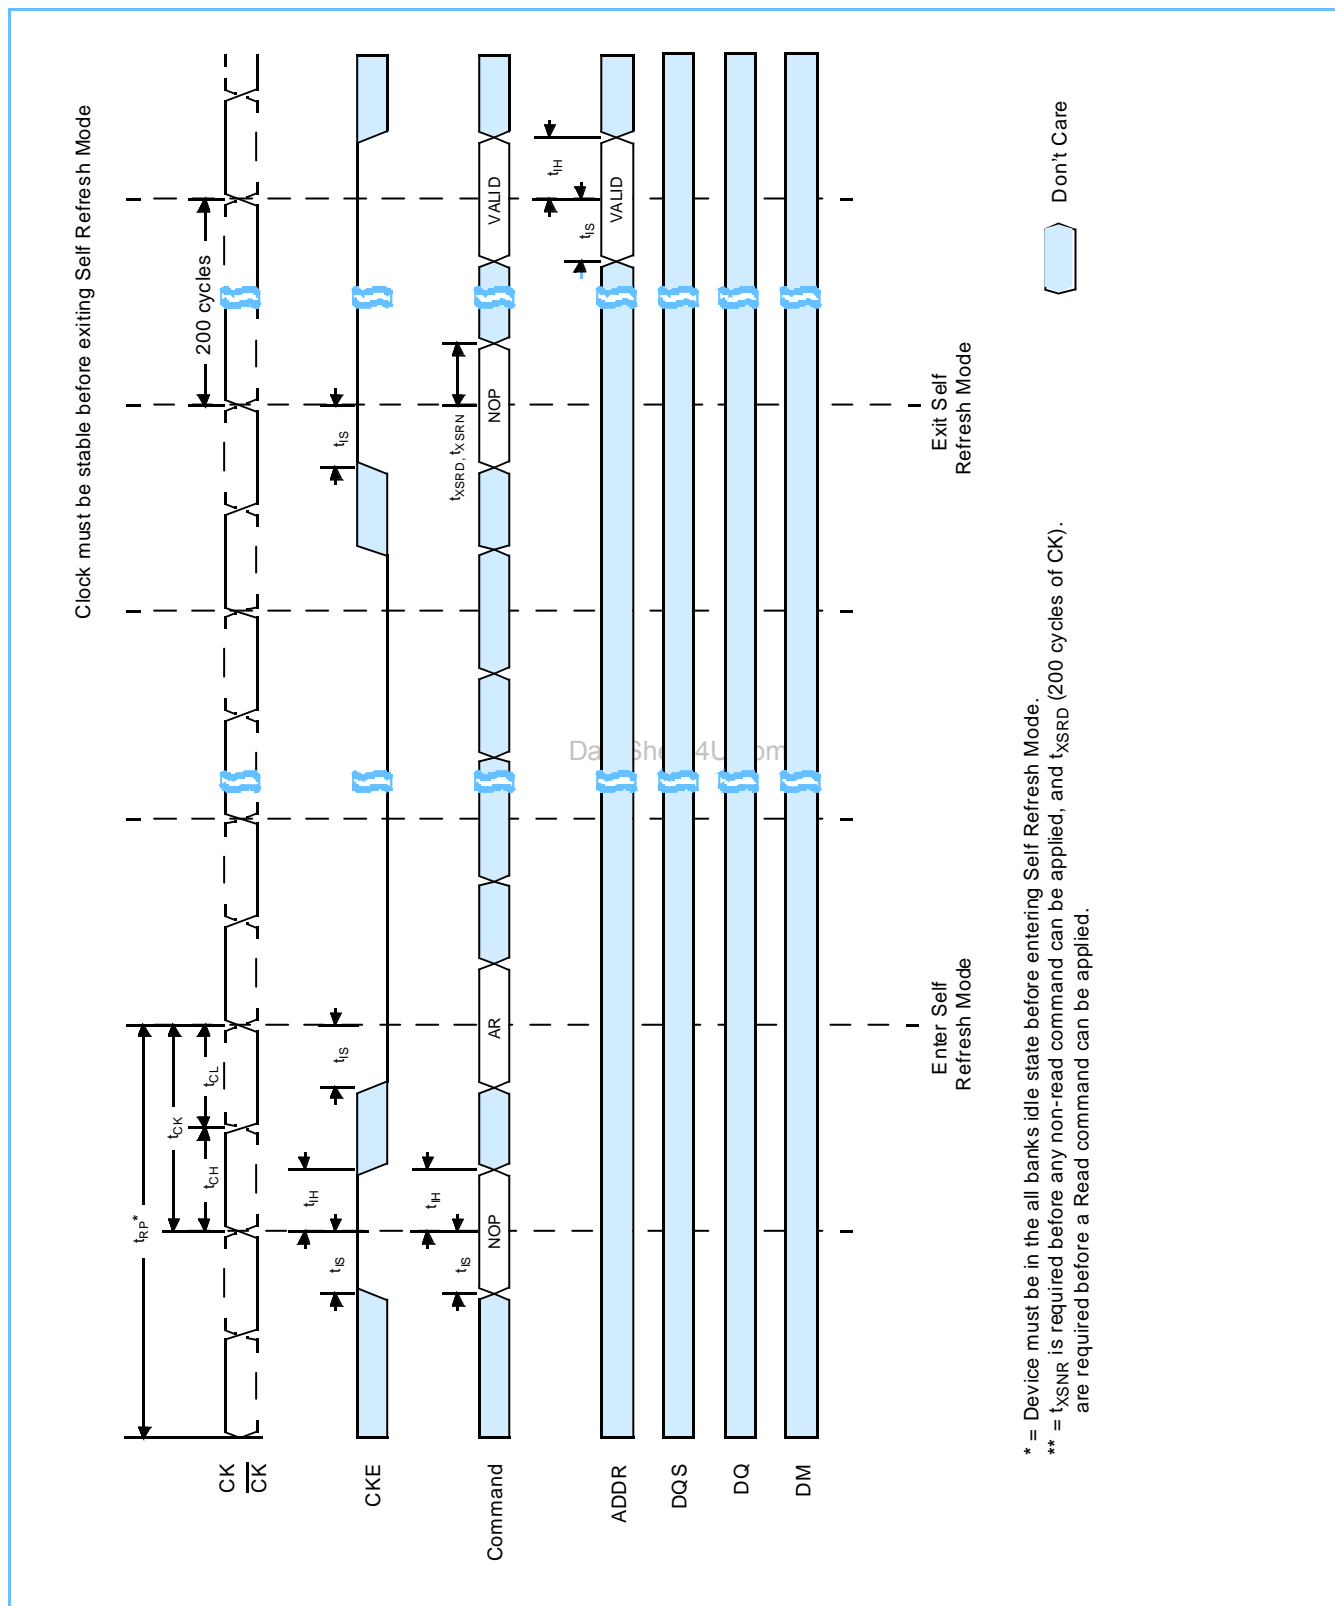 Clock must be stable before exiting Self Refresh Mode
tRP*
tCK
tCH
tCL
200 cycles
CK
CK
tIS
tIH
tIS
tIS
CKE
tIS
tIH
tXSRD, tXSRN
Command
NOP
AR
NOP
VALID
tIS
tIH
ADDR
VALID
DQS
DQ
DM
Enter Self
Refresh Mode
Exit Self
Refresh Mode
* = Device must be in the all banks idle state before entering Self Refresh Mode.
** = tXSNR is required before any non-read command can be applied, and tXSRD (200 cycles of CK).
are required before a Read command can be applied.
Don't Care